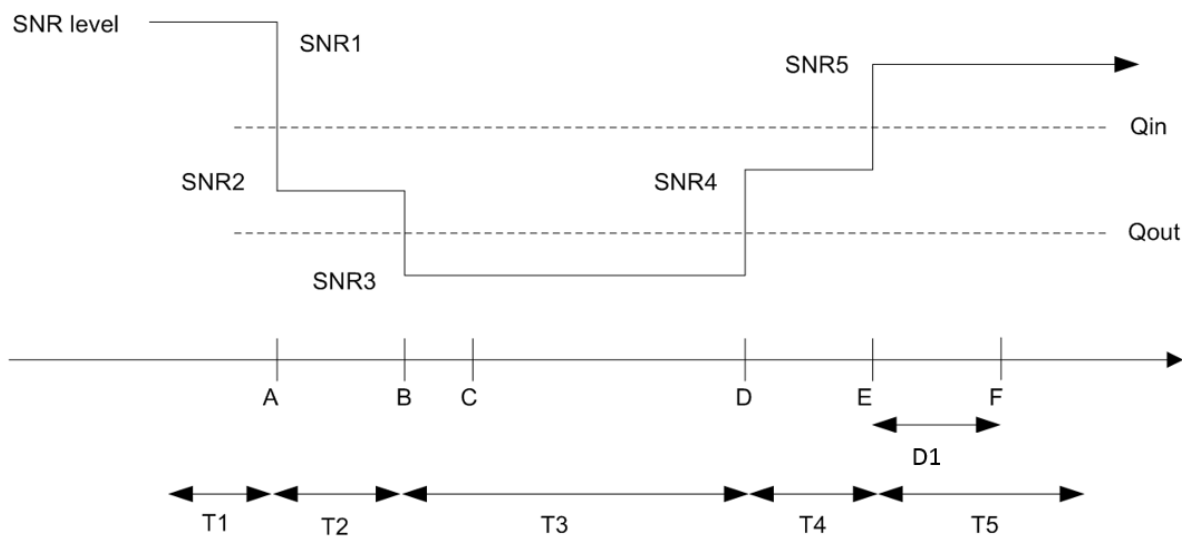 SNR level
SNR1
SNR5
Qin
SNR2
SNR4
Qout
SNR3
A
B
C
D
E
F
D1
T1
T2
T3
T4
T5